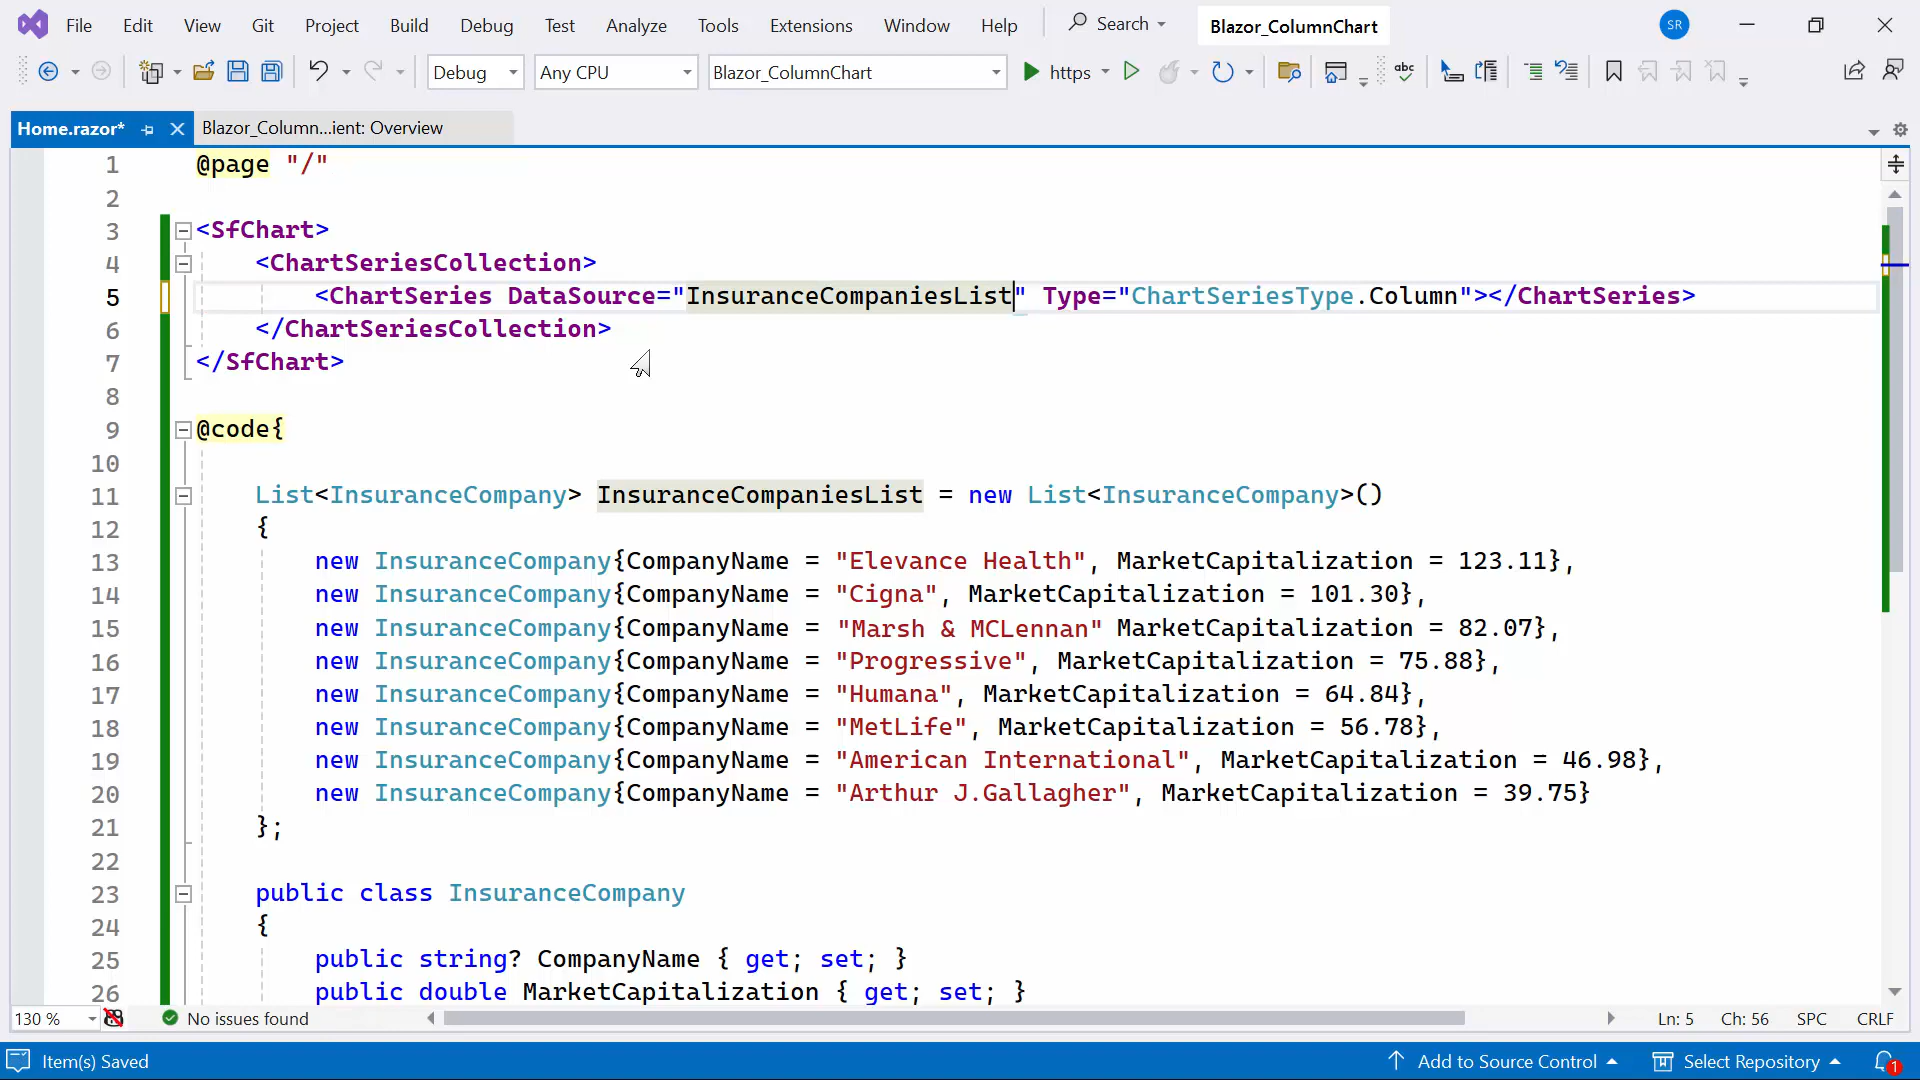 File Edit View Git Project Build Debug Test Analyze Tools Extensions Window Help Search Blazor_ColumnChart SR
Debug Any CPU Blazor_ColumnChart https abc
Home.razor* Blazor_Column...ient: Overview
1 @page "/"
2
3 <SfChart>
4 <ChartSeriesCollection>
5 <ChartSeries DataSource="InsuranceCompaniesList" Type="ChartSeriesType.Column"></ChartSeries>
6 </ChartSeriesCollection>
7 </SfChart>
8
9 @code{
10
11 List<InsuranceCompany> InsuranceCompaniesList = new List<InsuranceCompany>()
12 {
13 new InsuranceCompany{CompanyName = "Elevance Health", MarketCapitalization = 123.11},
14 new InsuranceCompany{CompanyName = "Cigna", MarketCapitalization = 101.30},
15 new InsuranceCompany{CompanyName = "Marsh & MCLennan" MarketCapitalization = 82.07},
16 new InsuranceCompany{CompanyName = "Progressive", MarketCapitalization = 75.88},
17 new InsuranceCompany{CompanyName = "Humana", MarketCapitalization = 64.84},
18 new InsuranceCompany{CompanyName = "MetLife", MarketCapitalization = 56.78},
19 new InsuranceCompany{CompanyName = "American International", MarketCapitalization = 46.98},
20 new InsuranceCompany{CompanyName = "Arthur J.Gallagher", MarketCapitalization = 39.75}
21 };
22
23 public class InsuranceCompany
24 {
25 public string? CompanyName { get; set; }
26 public double MarketCapitalization { get; set; }
130 % No issues found Ln: 5 Ch: 56 SPC CRLF
Item(s) Saved Add to Source Control Select Repository 1